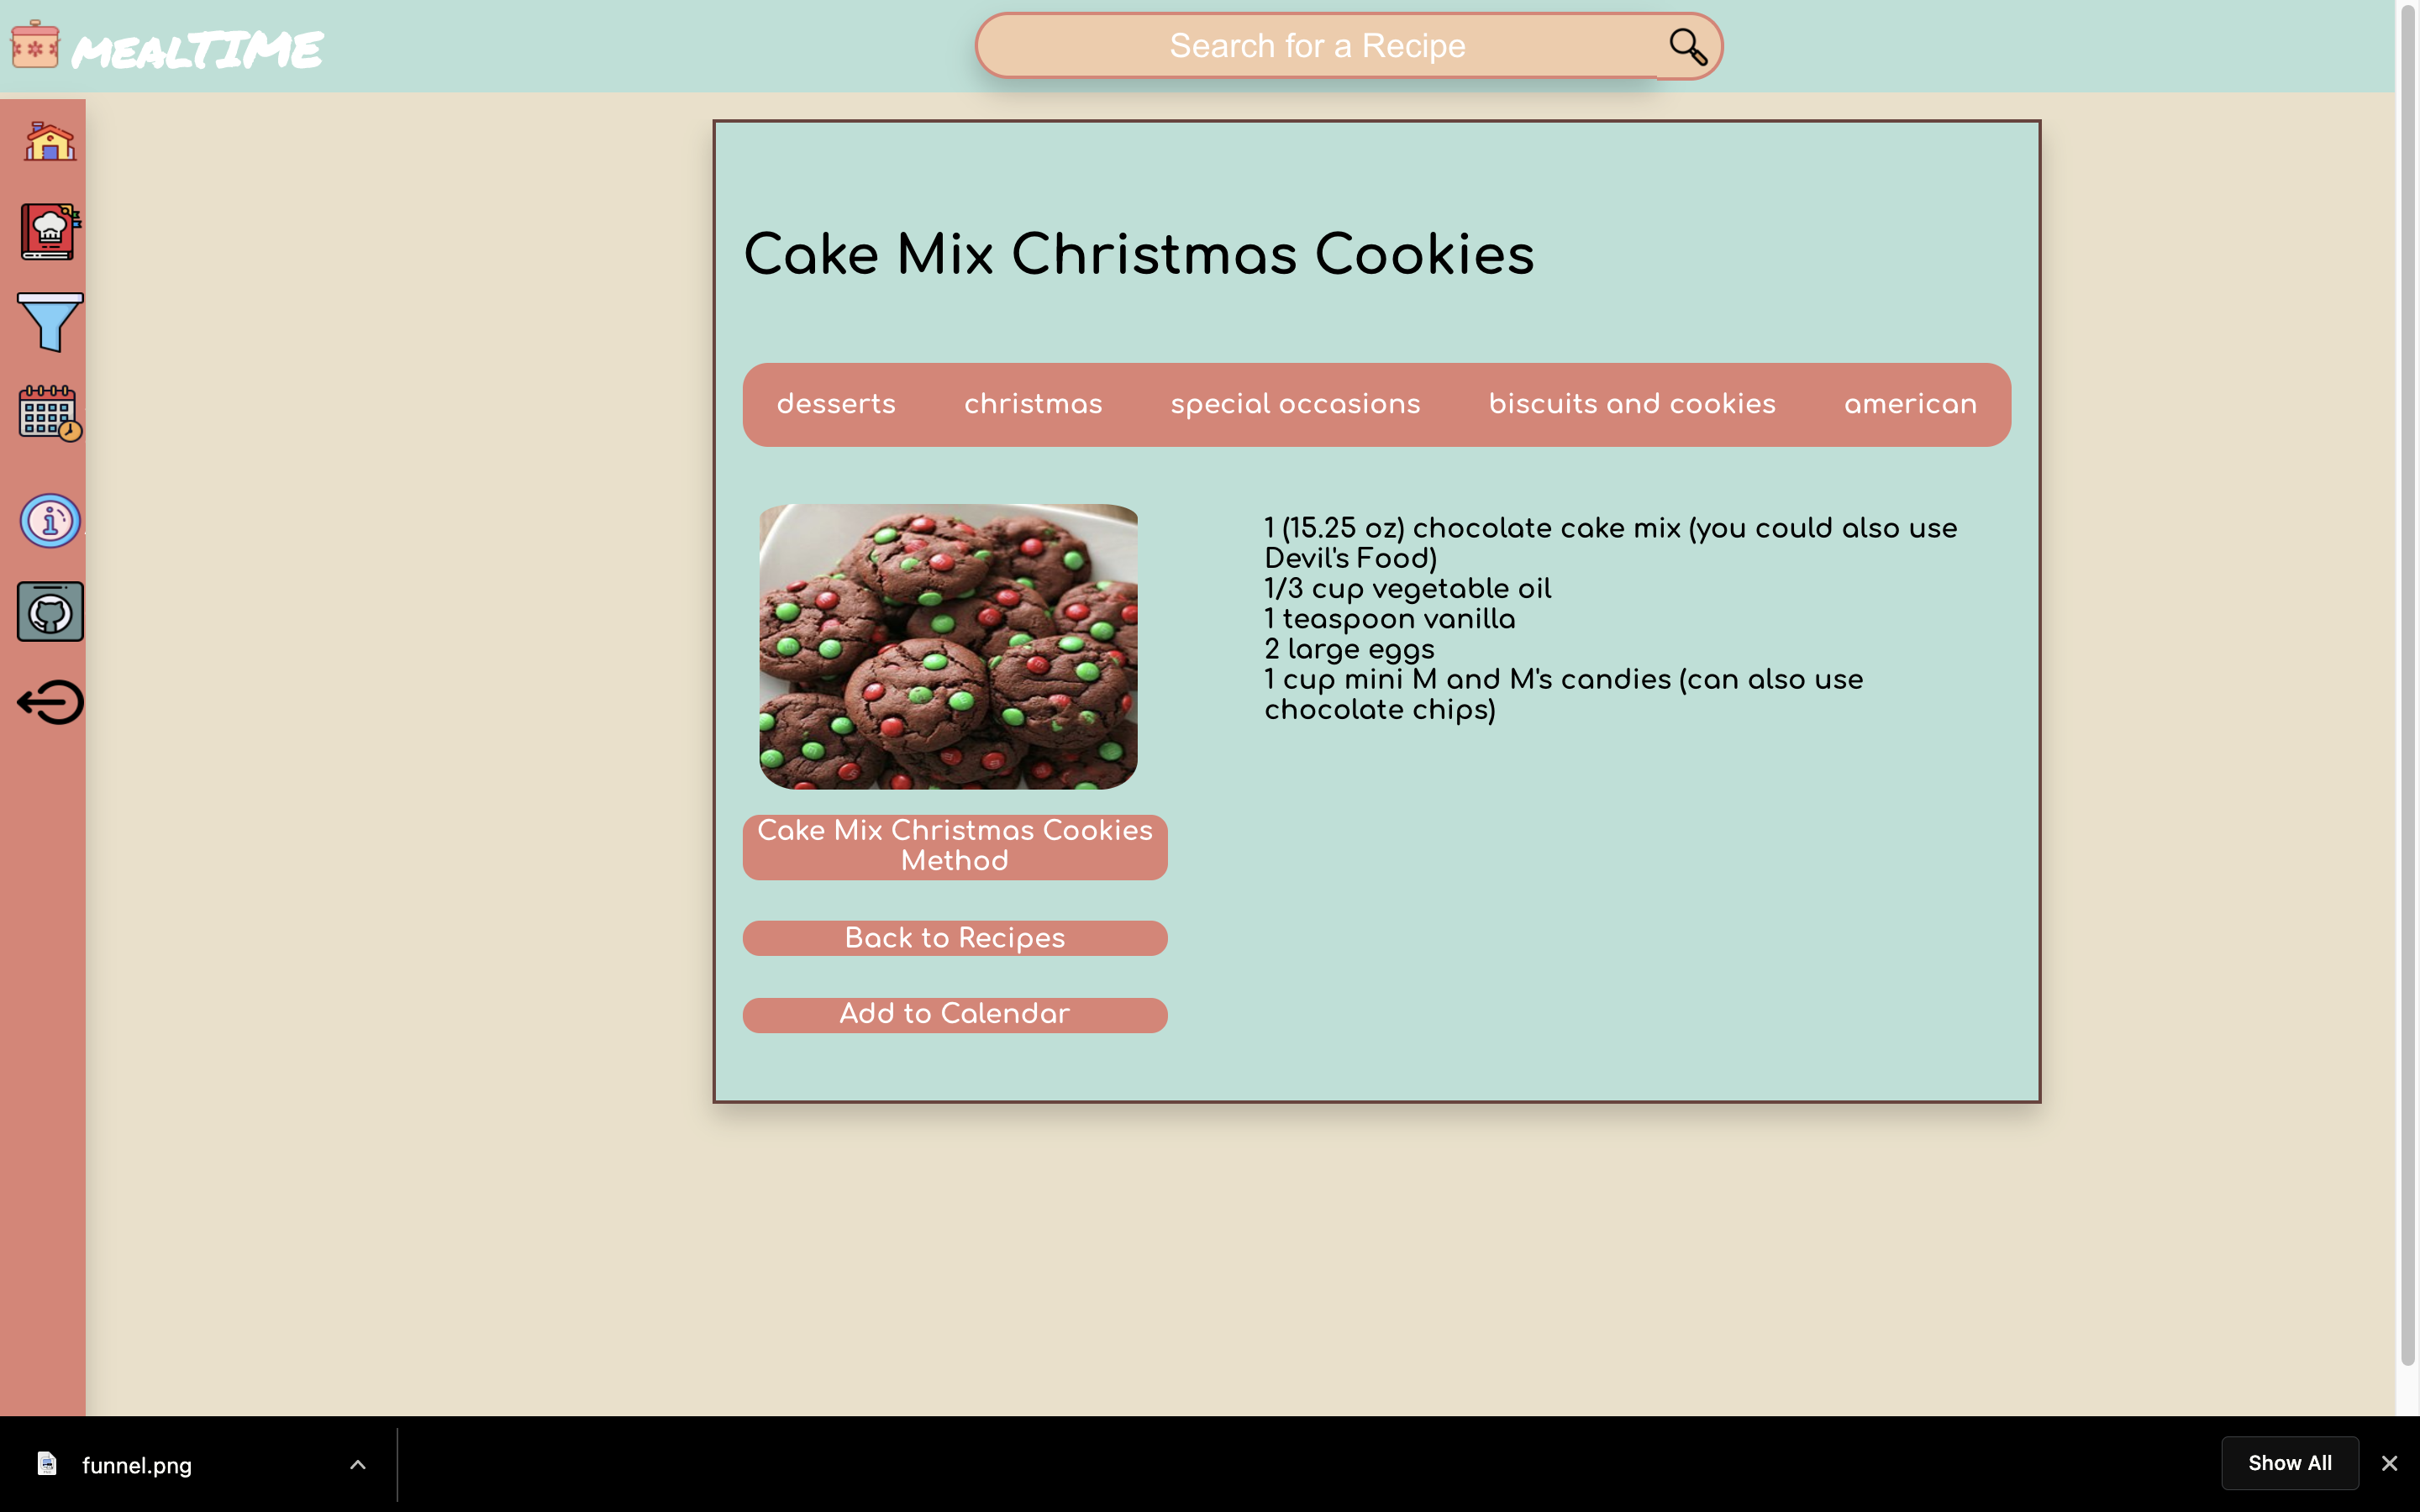 mealTIME
Search for a Recipe
Cake Mix Christmas Cookies
desserts christmas special occasions biscuits and cookies american
1 (15.25 oz) chocolate cake mix (you could also use
Devil's Food)
1/3 cup vegetable oil
1 teaspoon vanilla
2 large eggs
1 cup mini M and M's candies (can also use
chocolate chips)
Cake Mix Christmas Cookies
Method
Back to Recipes
Add to Calendar
funnel.png
Show All